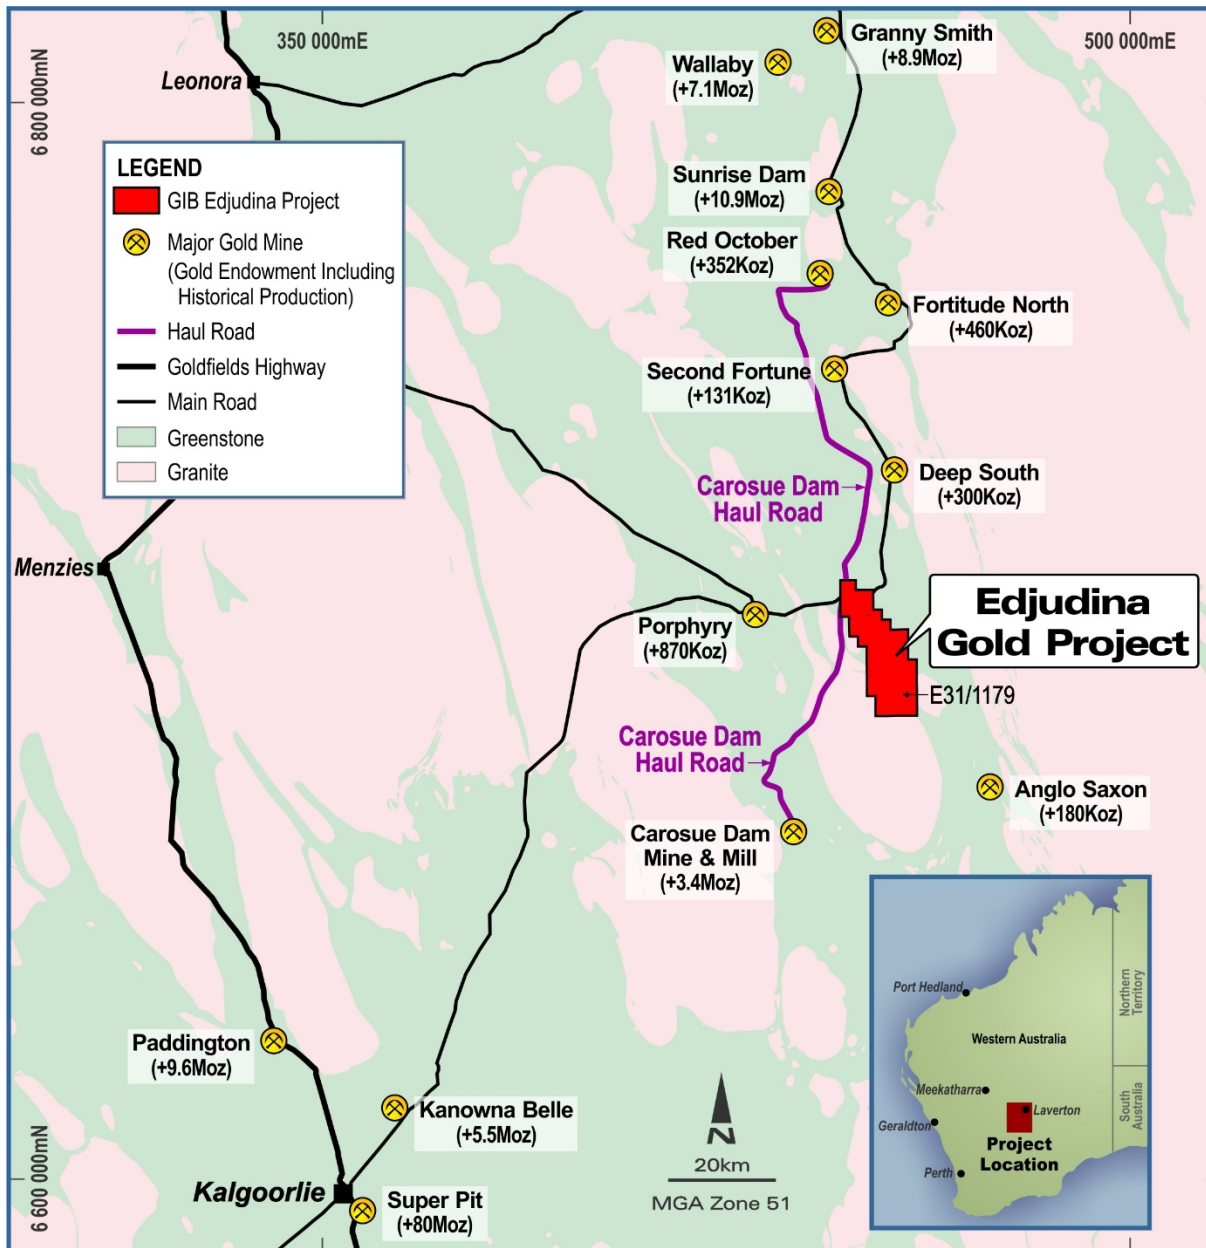 350 000mE
500 000mE
6 800 000mN
6 600 000mN
Leonora
Granny Smith
(+8.9Moz)
Wallaby
(+7.1Moz)
LEGEND
GIB Edjudina Project
Major Gold Mine
(Gold Endowment Including
Historical Production)
Haul Road
Goldfields Highway
Main Road
Greenstone
Granite
Sunrise Dam
(+10.9Moz)
Red October
(+352Koz)
Fortitude North
(+460Koz)
Second Fortune
(+131Koz)
Deep South
(+300Koz)
Carosue Dam
Haul Road
Menzies
Edjudina
Gold Project
Porphyry
(+870Koz)
E31/1179
Carosue Dam
Haul Road
Anglo Saxon
(+180Koz)
Carosue Dam
Mine & Mill
(+3.4Moz)
Paddington
(+9.6Moz)
Kanowna Belle
(+5.5Moz)
Kalgoorlie
Super Pit
(+80Moz)
N
20km
MGA Zone 51
Port Hedland
Northern
Territory
Western Australia
Meekatharra
Laverton
South
Australia
Geraldton
Project
Location
Perth